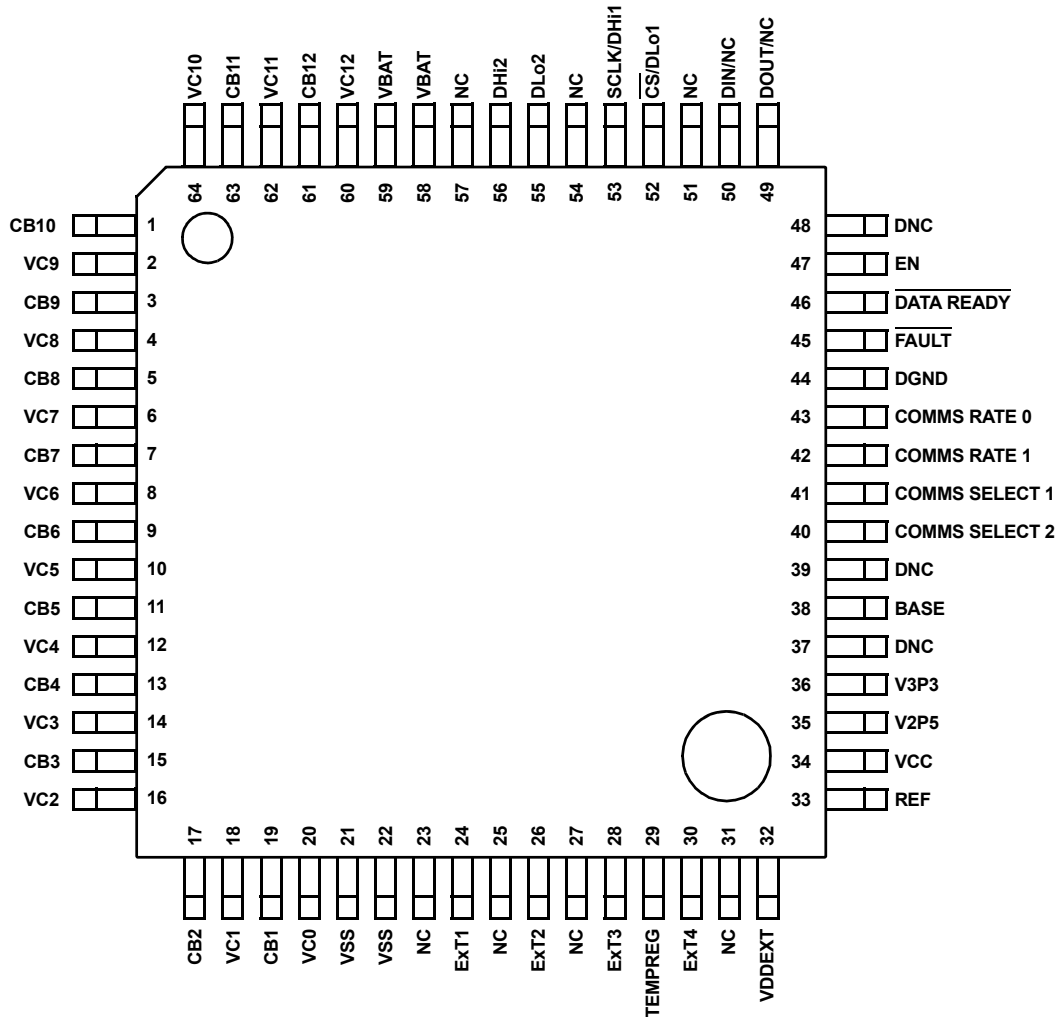 VC10
CB11
VC11
CB12
VC12
VBAT
VBAT
NC
DHi2
DLo2
NC
SCLK/DHi1
CS/DLo1
NC
DIN/NC
DOUT/NC
64 63 62 61 60 59 58 57 56 55 54 53 52 51 50 49
CB10 1 48 DNC
VC9 2 47 EN
CB9 3 46 DATA READY
VC8 4 45 FAULT
CB8 5 44 DGND
VC7 6 43 COMMS RATE 0
CB7 7 42 COMMS RATE 1
VC6 8 41 COMMS SELECT 1
CB6 9 40 COMMS SELECT 2
VC5 10 39 DNC
CB5 11 38 BASE
VC4 12 37 DNC
CB4 13 36 V3P3
VC3 14 35 V2P5
CB3 15 34 VCC
VC2 16 33 REF
17 18 19 20 21 22 23 24 25 26 27 28 29 30 31 32
CB2
VC1
CB1
VC0
VSS
VSS
NC
ExT1
NC
ExT2
NC
ExT3
TEMPREG
ExT4
NC
VDDEXT